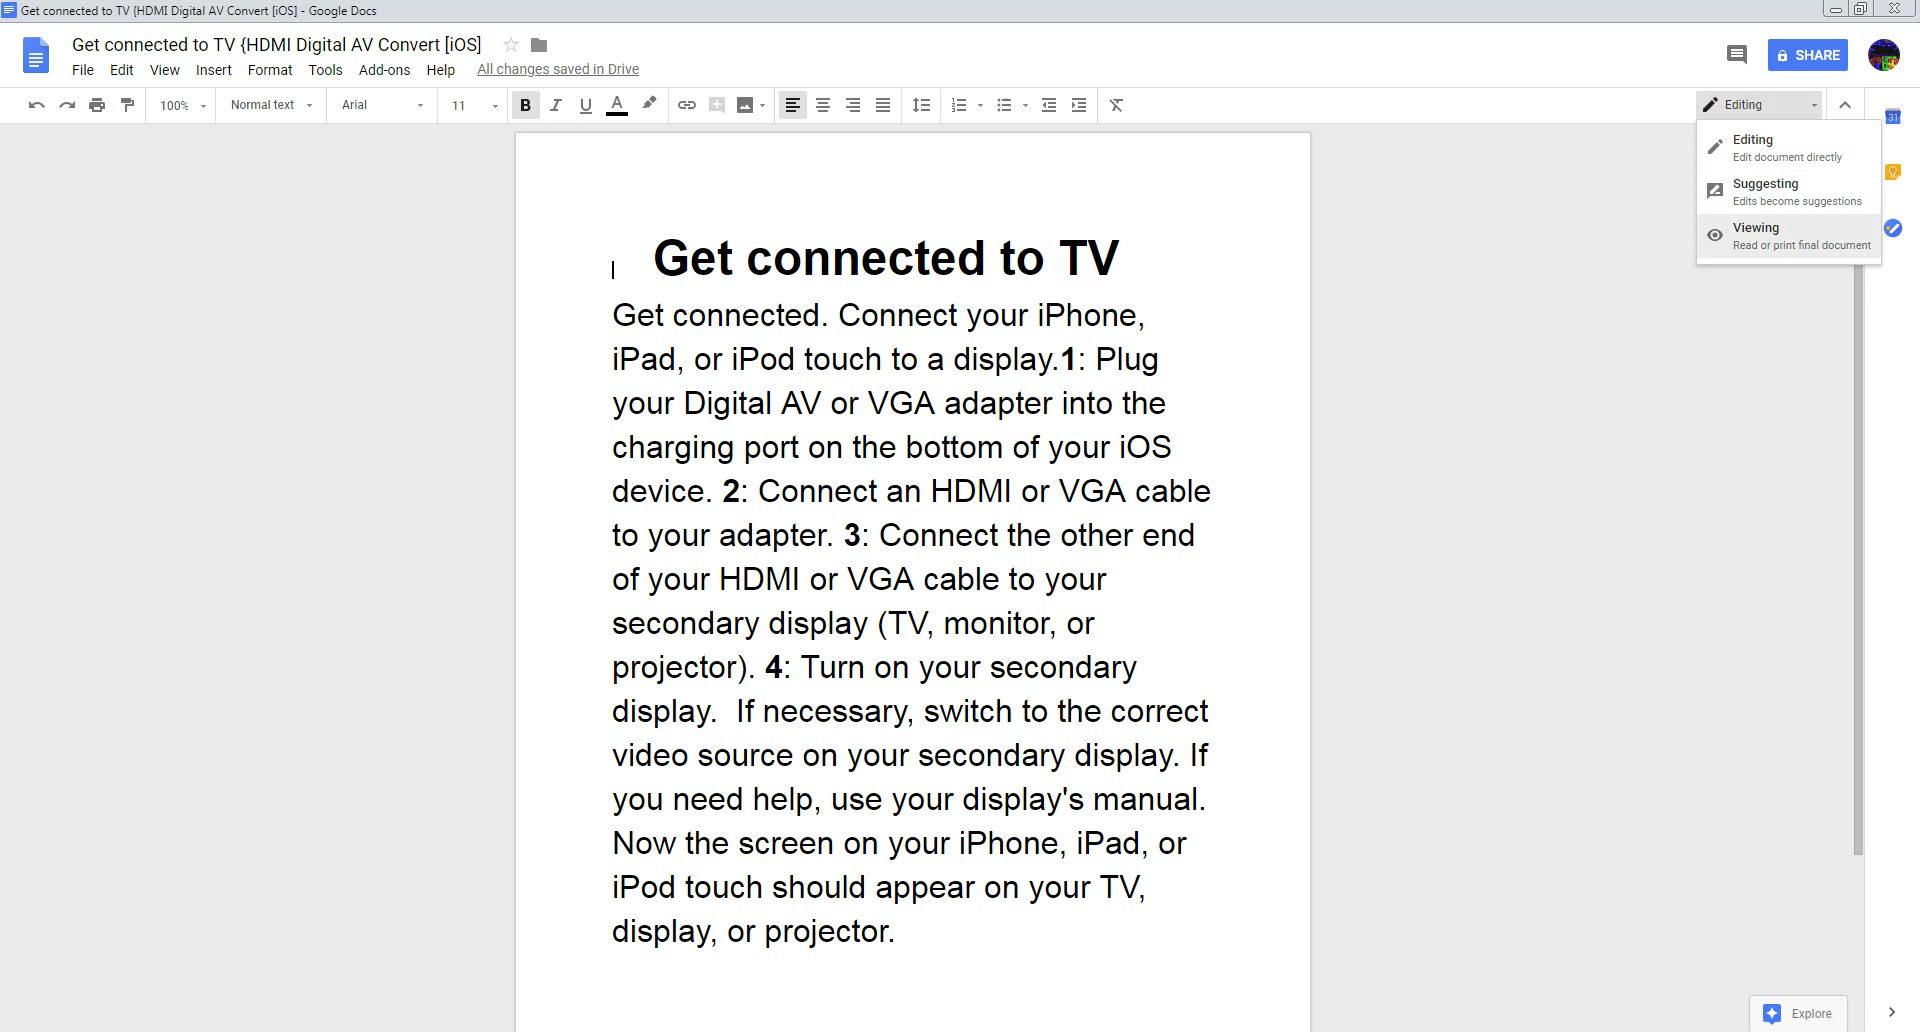 Get connected to TV {HDMI Digital AV Convert [iOS] - Google Docs
Get connected to TV {HDMI Digital AV Convert [iOS]
File Edit View Insert Format Tools Add-ons Help All changes saved in Drive
SHARE
100% Normal text Arial 11 B I U A Editing
31
Editing
Edit document directly
Suggesting
Edits become suggestions
Viewing
Read or print final document
Get connected to TV
Get connected. Connect your iPhone,
iPad, or iPod touch to a display.1: Plug
your Digital AV or VGA adapter into the
charging port on the bottom of your iOS
device. 2: Connect an HDMI or VGA cable
to your adapter. 3: Connect the other end
of your HDMI or VGA cable to your
secondary display (TV, monitor, or
projector). 4: Turn on your secondary
display.  If necessary, switch to the correct
video source on your secondary display. If
you need help, use your display's manual.
Now the screen on your iPhone, iPad, or
iPod touch should appear on your TV,
display, or projector.
Explore